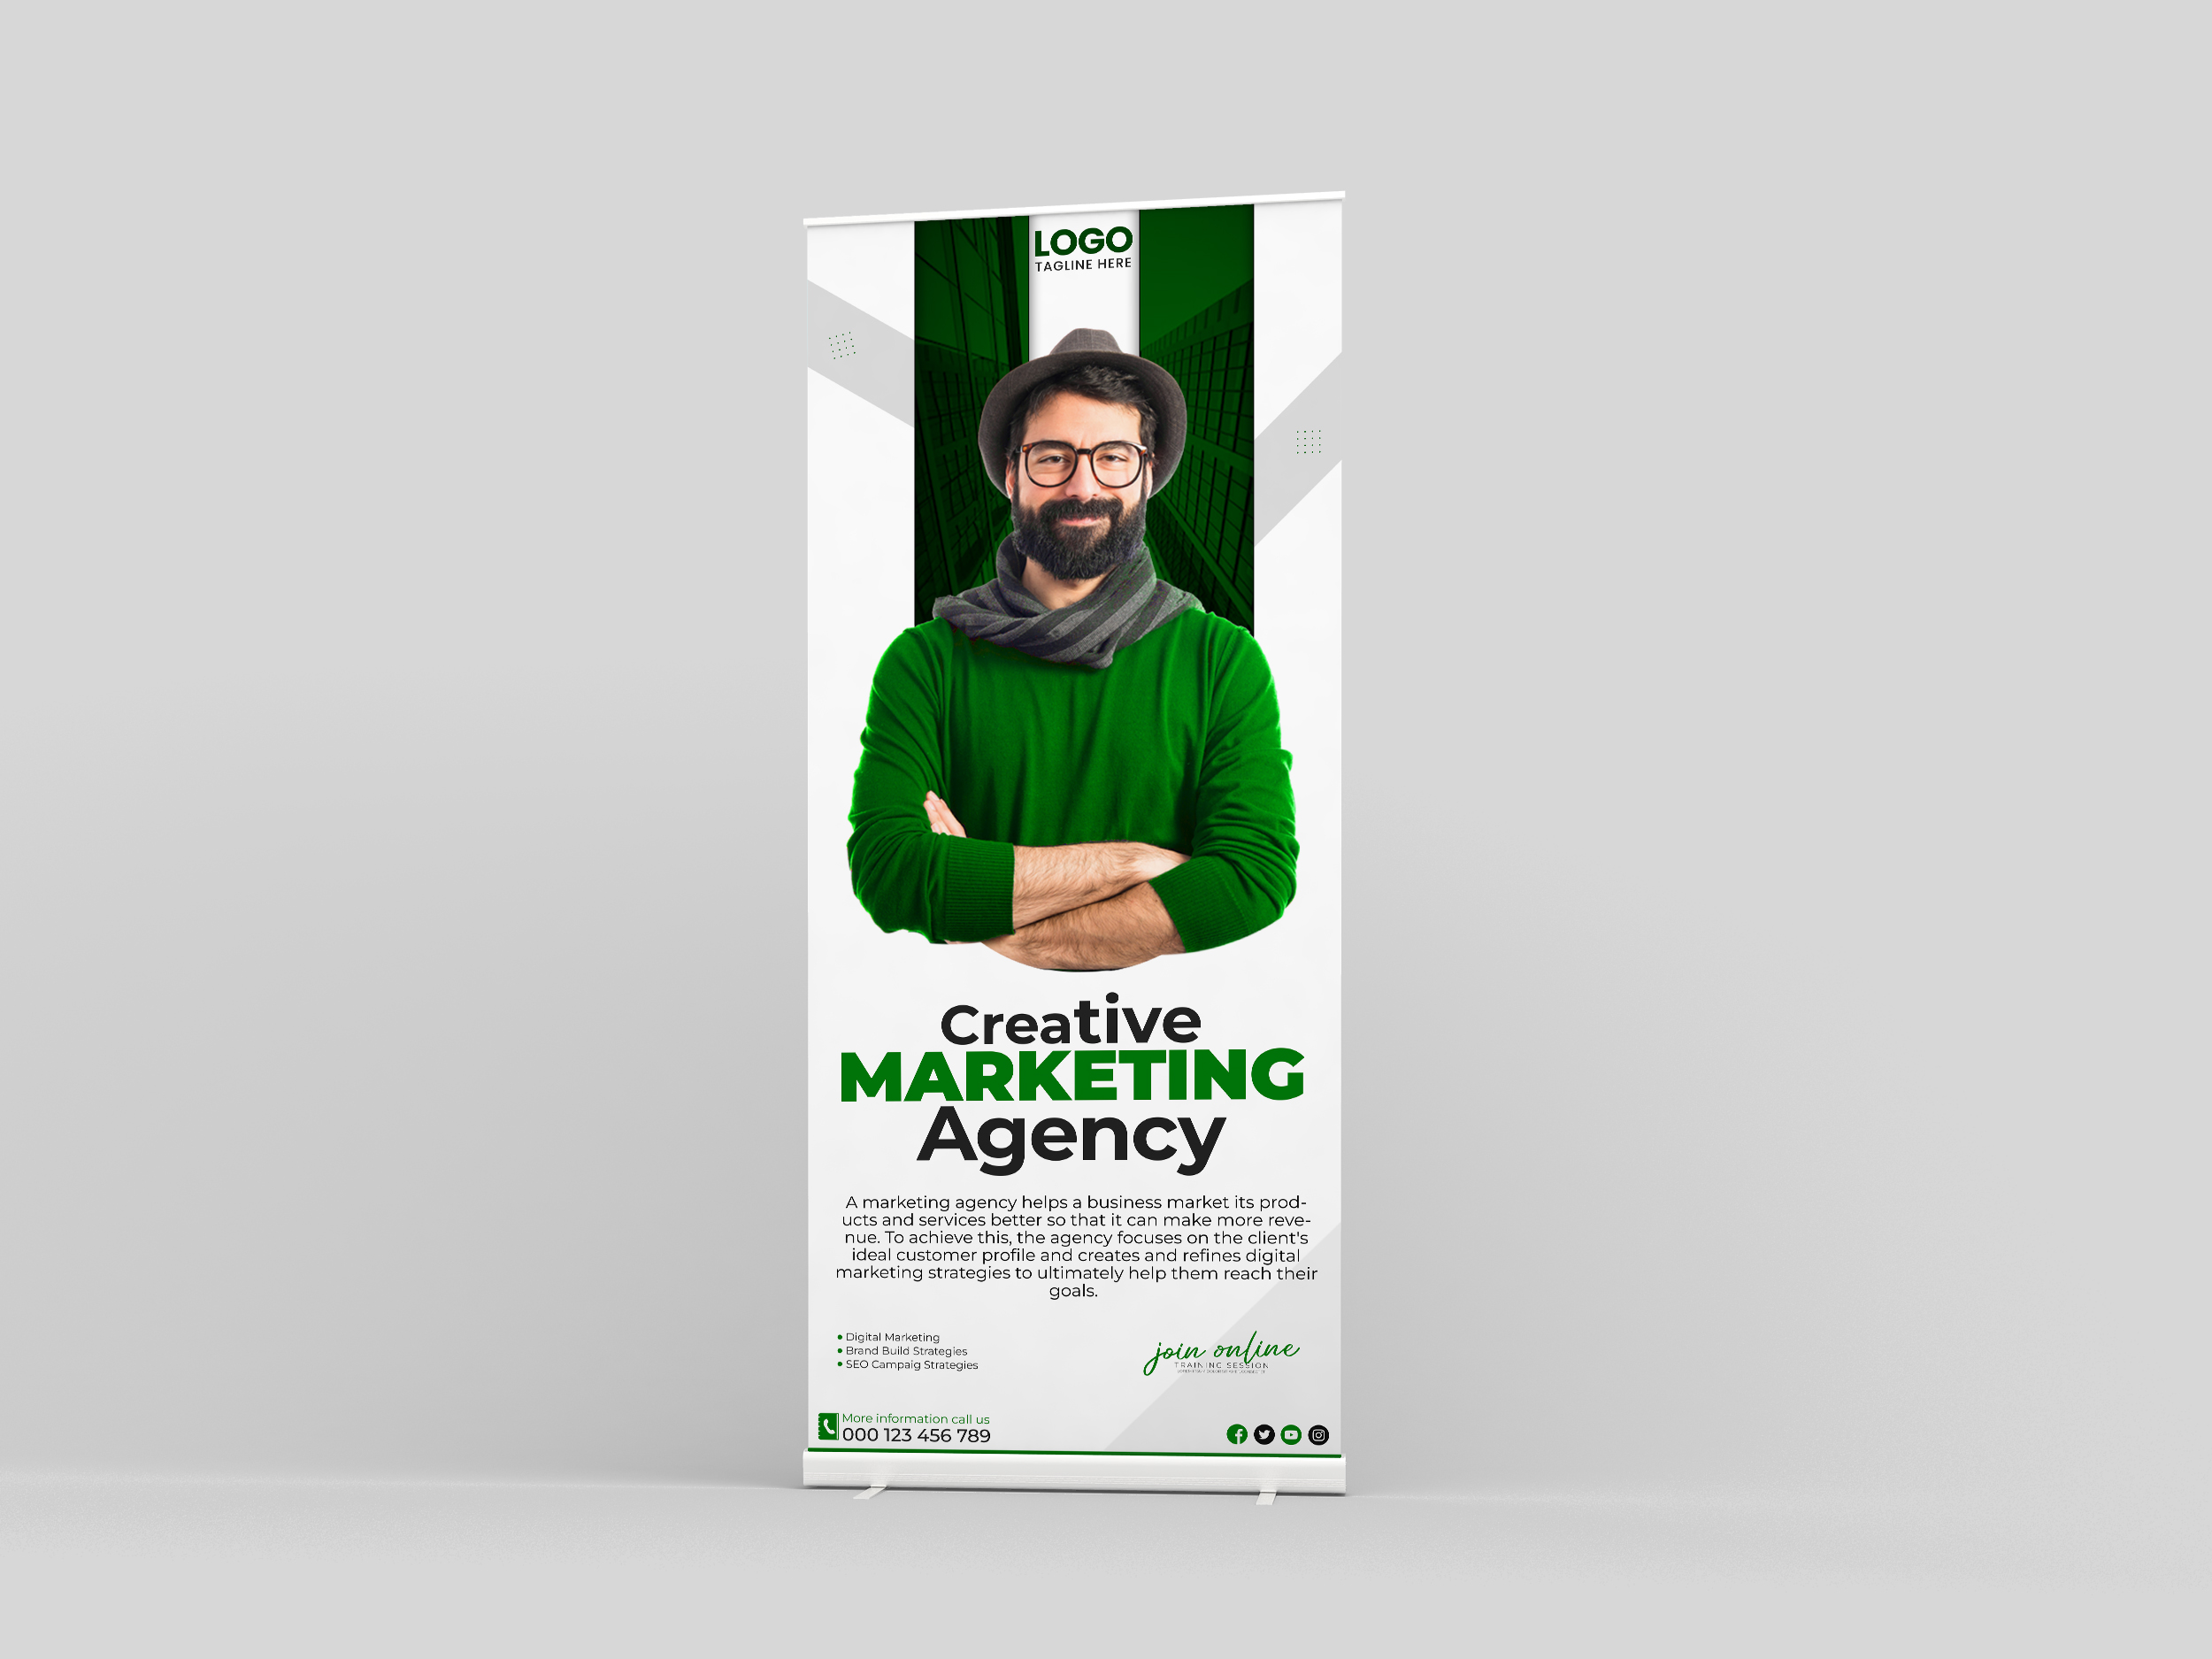 LOGO
TAGLINE HERE
Creative
MARKETING
Agency
A marketing agency helps a business market its prod-
ucts and services better so that it can make more reve-
nue. To achieve this, the agency focuses on the client's
ideal customer profile and creates and refines digital
marketing strategies to ultimately help them reach their
goals.
• Digital Marketing
• Brand Build Strategies
• SEO Campaig Strategies
join online
TRAINING SESSION
More information call us
000 123 456 789